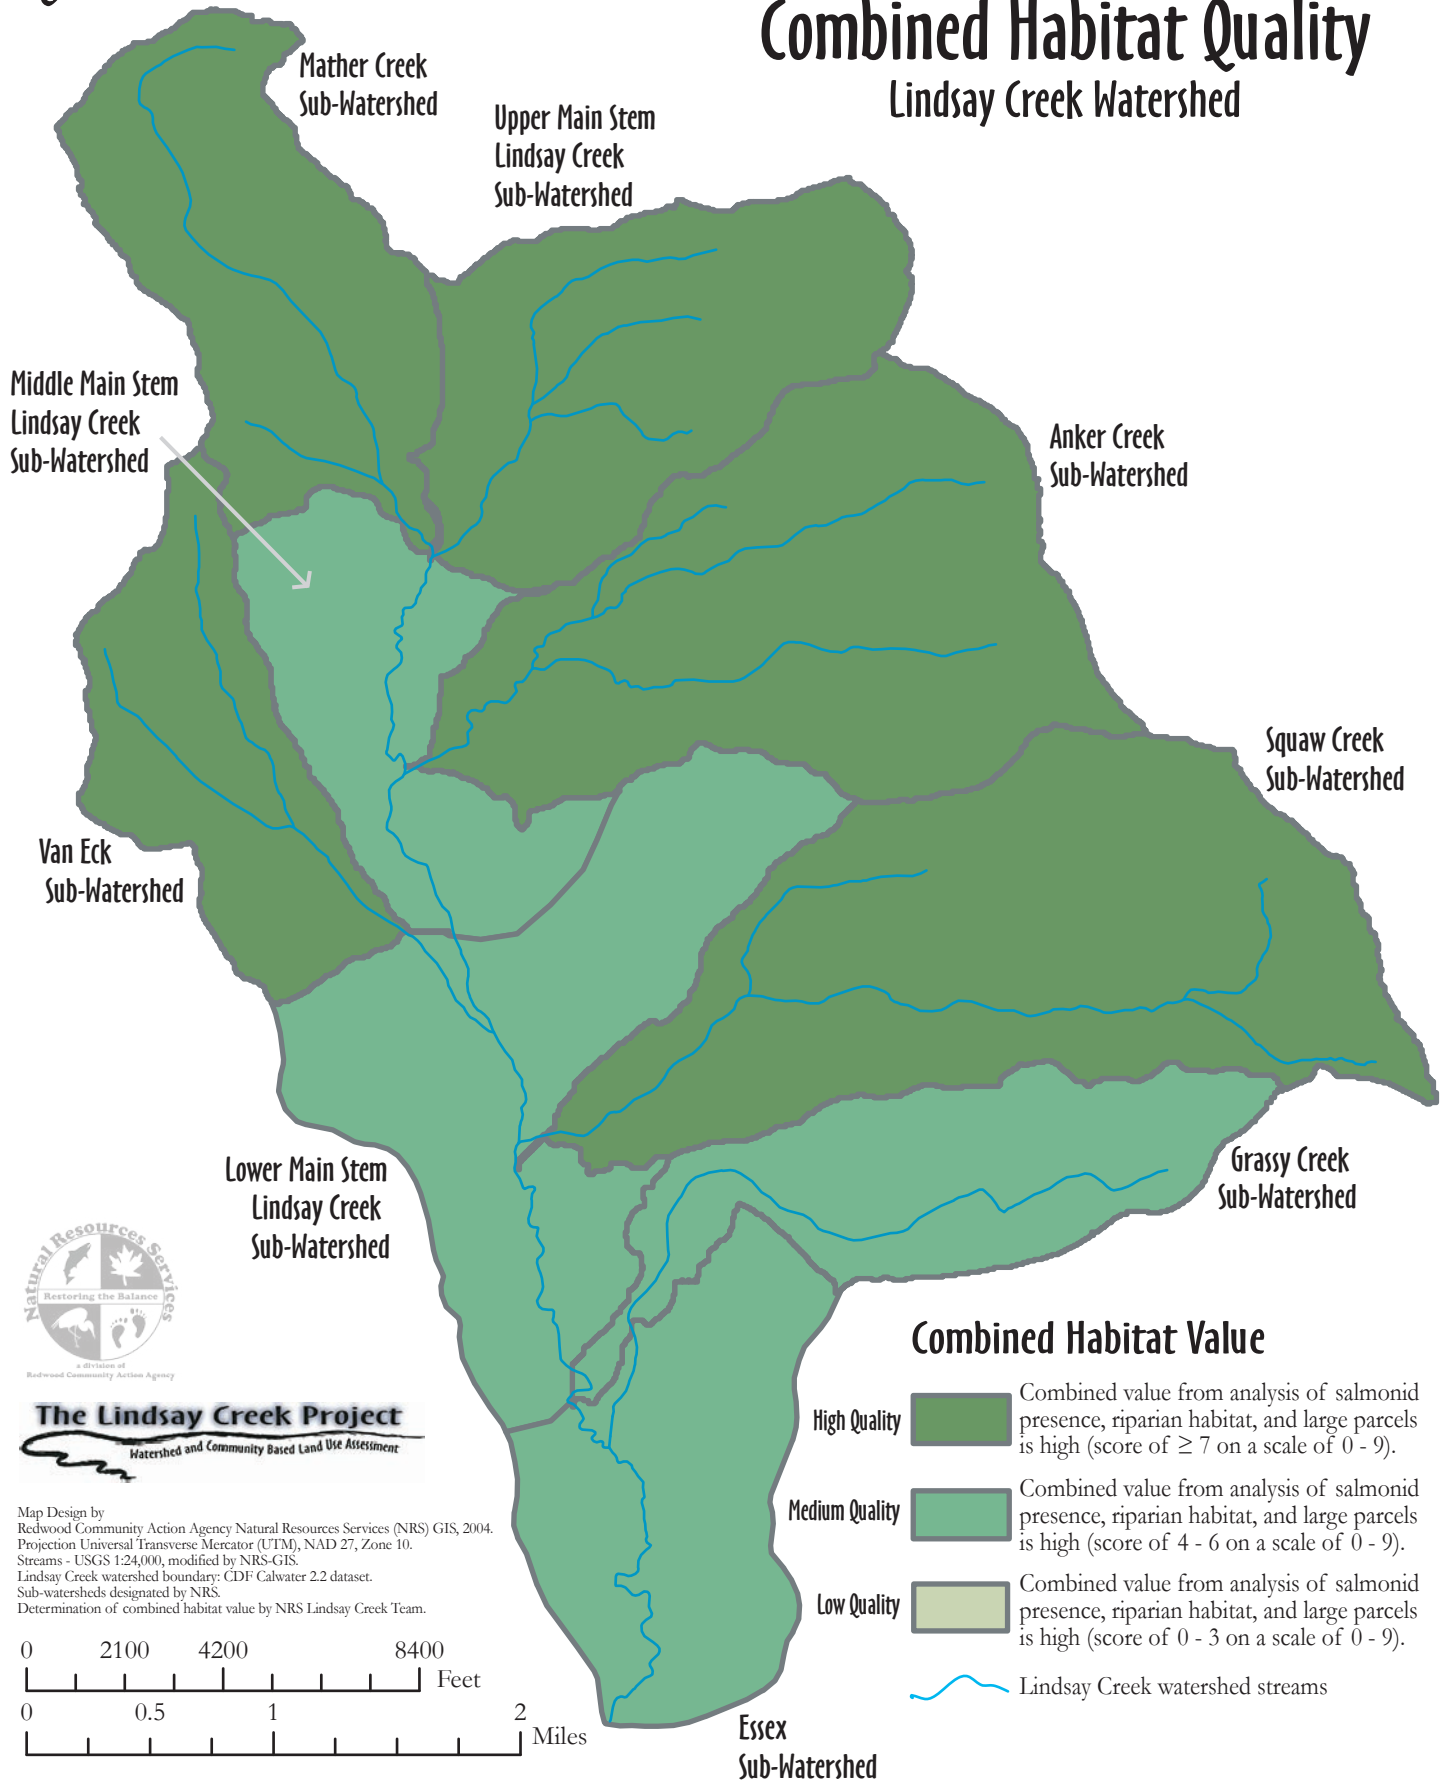 Combined Habitat Quality
Lindsay Creek Watershed
Mather Creek
Sub-Watershed
Upper Main Stem
Lindsay Creek
Sub-Watershed
Middle Main Stem
Lindsay Creek
Sub-Watershed
Anker Creek
Sub-Watershed
Squaw Creek
Sub-Watershed
Van Eck
Sub-Watershed
Lower Main Stem
Lindsay Creek
Sub-Watershed
Grassy Creek
Sub-Watershed
Natural Resources Services
Restoring the Balance
a division of
Redwood Community Action Agency
The Lindsay Creek Project
Watershed and Community Based Land Use Assessment
Map Design by
Redwood Community Action Agency Natural Resources Services (NRS) GIS, 2004.
Projection Universal Transverse Mercator (UTM), NAD 27, Zone 10.
Streams - USGS 1:24,000, modified by NRS-GIS.
Lindsay Creek watershed boundary: CDF Calwater 2.2 dataset.
Sub-watersheds designated by NRS.
Determination of combined habitat value by NRS Lindsay Creek Team.
0 2100 4200 8400
Feet
0 0.5 1 2
Miles
Essex
Sub-Watershed
Combined Habitat Value
High Quality
Combined value from analysis of salmonid
presence, riparian habitat, and large parcels
is high (score of ≥ 7 on a scale of 0 - 9).
Medium Quality
Combined value from analysis of salmonid
presence, riparian habitat, and large parcels
is high (score of 4 - 6 on a scale of 0 - 9).
Low Quality
Combined value from analysis of salmonid
presence, riparian habitat, and large parcels
is high (score of 0 - 3 on a scale of 0 - 9).
Lindsay Creek watershed streams